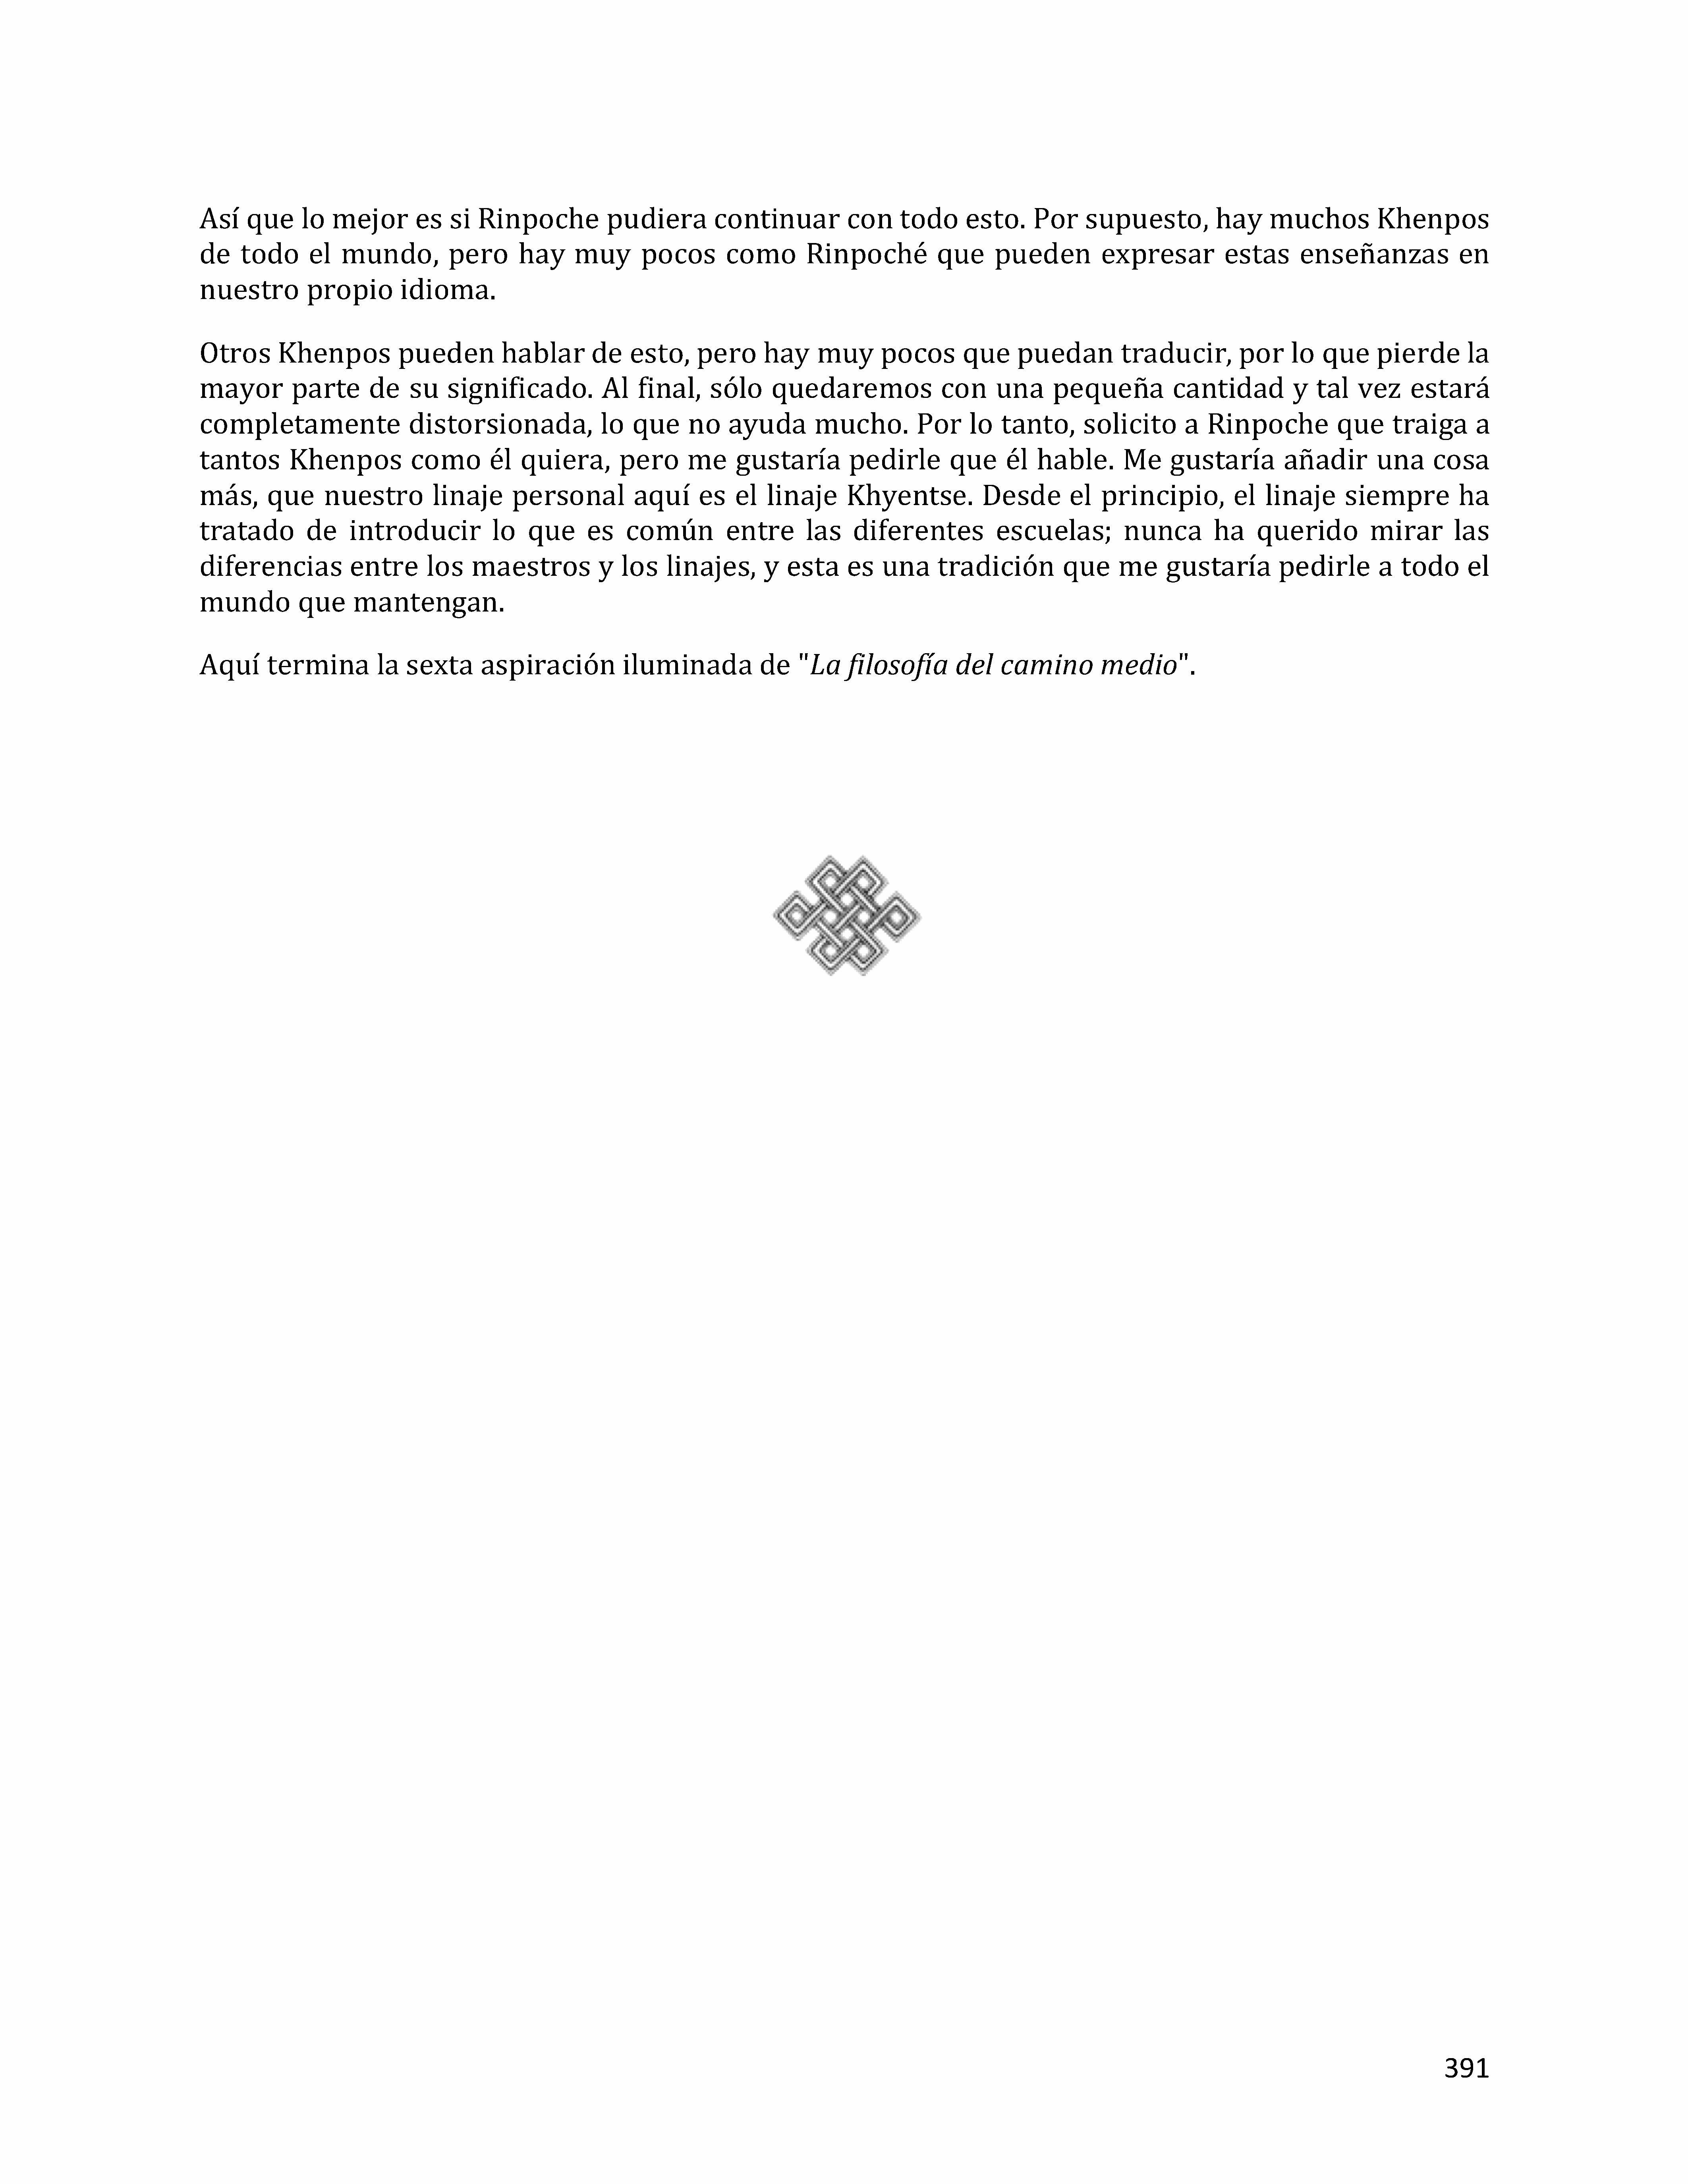 Así que lo mejor es si Rinpoche pudiera continuar con todo esto. Por supuesto, hay muchos Khenpos
de todo el mundo, pero hay muy pocos como Rinpoché que pueden expresar estas enseñanzas en
nuestro propio idioma.
Otros Khenpos pueden hablar de esto, pero hay muy pocos que puedan traducir, por lo que pierde la
mayor parte de su significado. Al final, sólo quedaremos con una pequeña cantidad y tal vez estará
completamente distorsionada, lo que no ayuda mucho. Por lo tanto, solicito a Rinpoche que traiga a
tantos Khenpos como él quiera, pero me gustaría pedirle que él hable. Me gustaría añadir una cosa
más, que nuestro linaje personal aquí es el linaje Khyentse. Desde el principio, el linaje siempre ha
tratado de introducir lo que es común entre las diferentes escuelas; nunca ha querido mirar las
diferencias entre los maestros y los linajes, y esta es una tradición que me gustaría pedirle a todo el
mundo que mantengan.
Aquí termina la sexta aspiración iluminada de "La filosofía del camino medio".
391